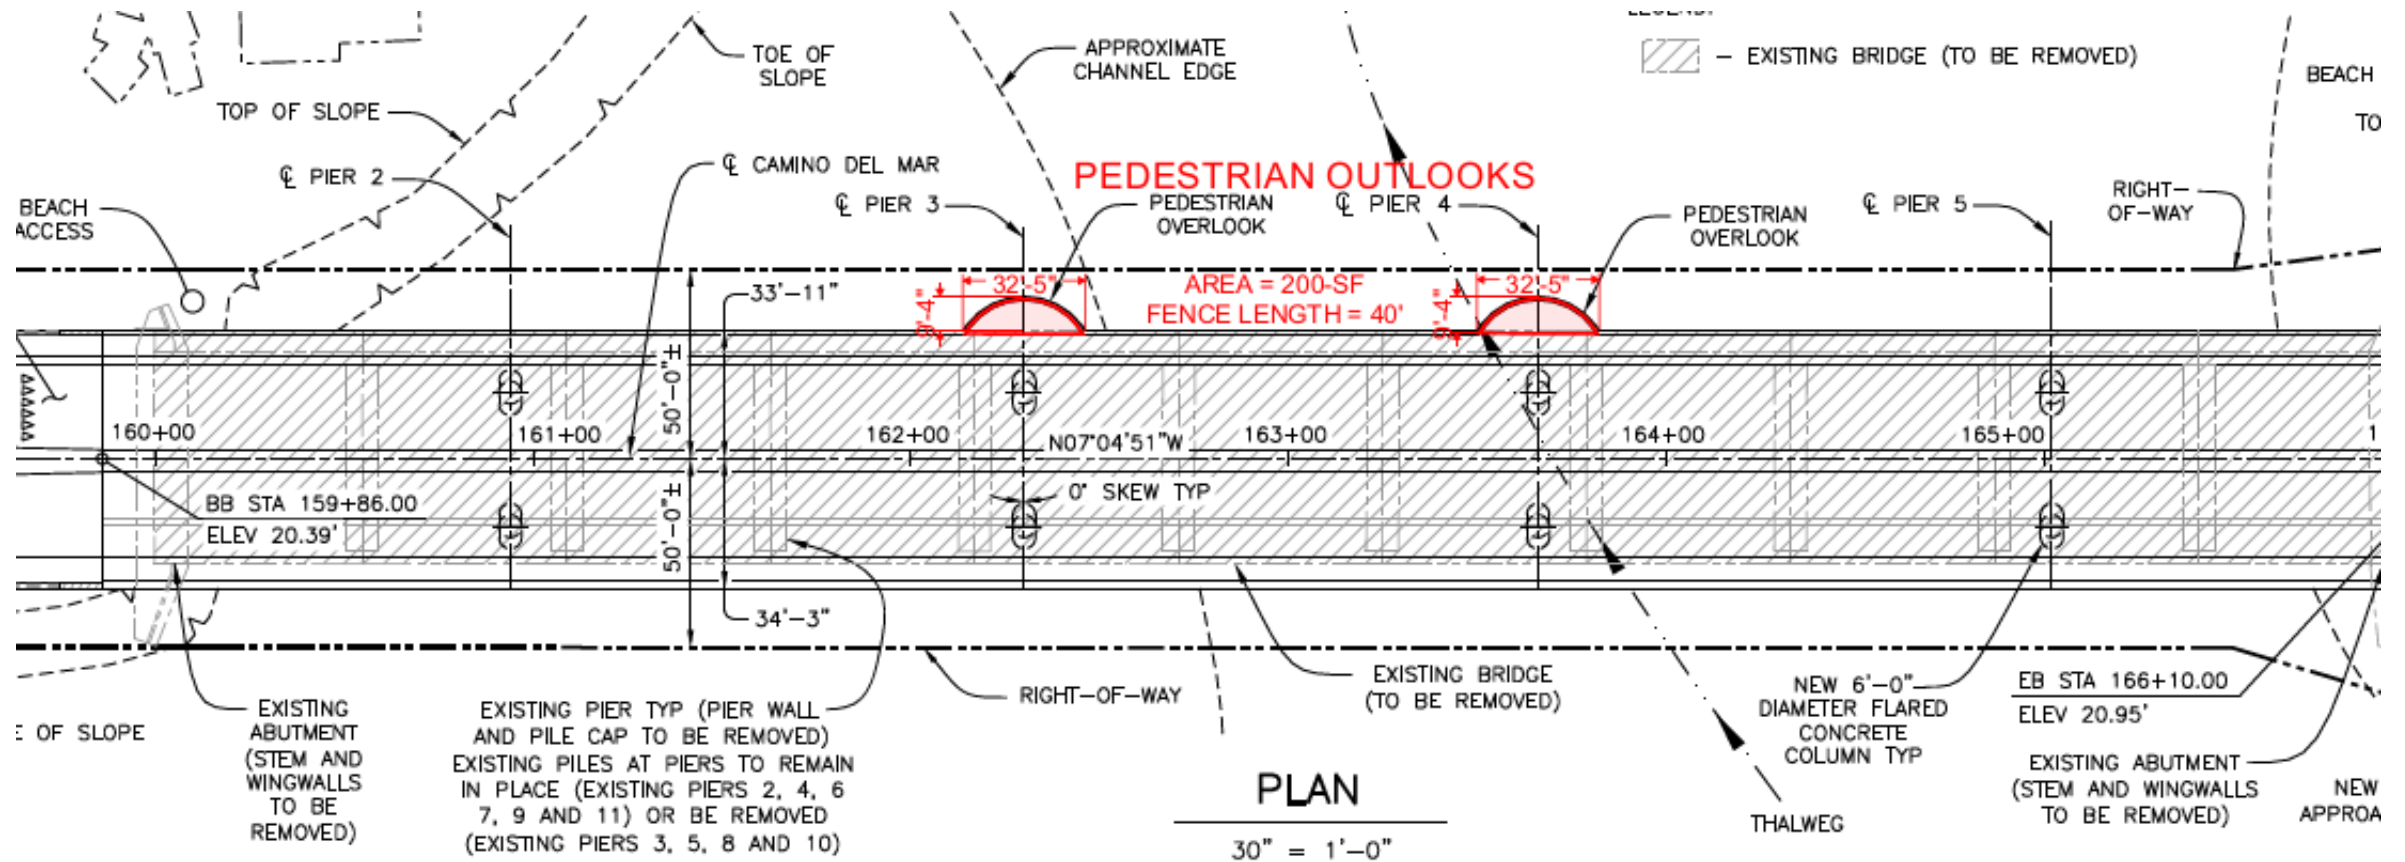 TOE OF
SLOPE
APPROXIMATE
CHANNEL EDGE
LEGEND:
– EXISTING BRIDGE (TO BE REMOVED)
BEACH
TO
TOP OF SLOPE
℄ PIER 2
℄ CAMINO DEL MAR
PEDESTRIAN OUTLOOKS
℄ PIER 3
PEDESTRIAN
OVERLOOK
℄ PIER 4
PEDESTRIAN
OVERLOOK
℄ PIER 5
RIGHT–
OF–WAY
BEACH
ACCESS
33'–11"
32'-5"
9'-4"
AREA = 200-SF
FENCE LENGTH = 40'
32'-5"
9'-4"
50'–0"±
160+00
161+00
162+00
N07°04'51"W
163+00
164+00
165+00
1
BB STA 159+86.00
ELEV 20.39'
50'–0"±
0° SKEW TYP
34'–3"
EXISTING
ABUTMENT
(STEM AND
WINGWALLS
TO BE
REMOVED)
E OF SLOPE
EXISTING PIER TYP (PIER WALL
AND PILE CAP TO BE REMOVED)
EXISTING PILES AT PIERS TO REMAIN
IN PLACE (EXISTING PIERS 2, 4, 6
7, 9 AND 11) OR BE REMOVED
(EXISTING PIERS 3, 5, 8 AND 10)
RIGHT–OF–WAY
EXISTING BRIDGE
(TO BE REMOVED)
NEW 6'–0"
DIAMETER FLARED
CONCRETE
COLUMN TYP
EB STA 166+10.00
ELEV 20.95'
EXISTING ABUTMENT
(STEM AND WINGWALLS
TO BE REMOVED)
NEW
APPROA
THALWEG
PLAN
30" = 1'–0"